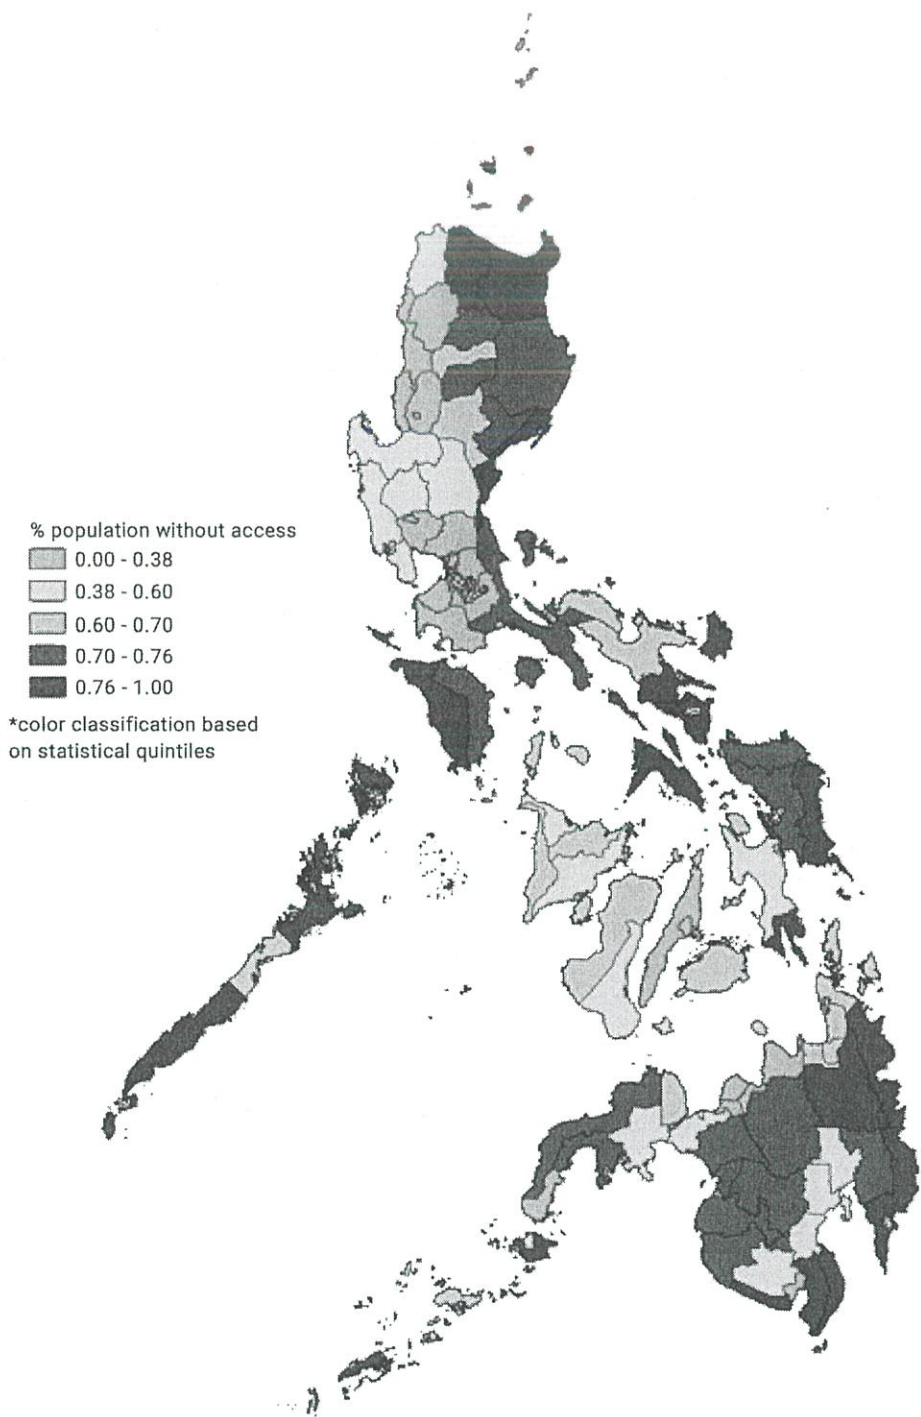 % population without access
0.00 - 0.38
0.38 - 0.60
0.60 - 0.70
0.70 - 0.76
0.76 - 1.00
*color classification based
on statistical quintiles